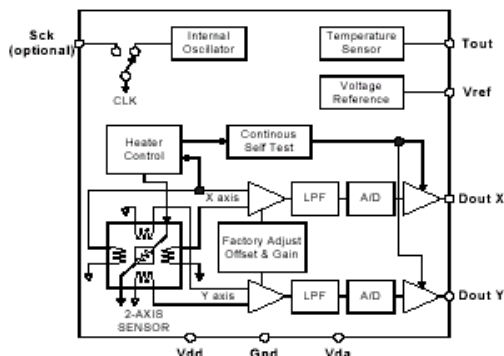 Sck
(optional)
Internal
Oscillator
CLK
Temperature
Sensor
Tout
Voltage
Reference
Vref
Heater
Control
Continous
Self Test
X axis
LPF
A/D
Dout X
Factory Adjust
Offset & Gain
Y axis
LPF
A/D
Dout Y
2-AXIS
SENSOR
Vdd
Gnd
Vda